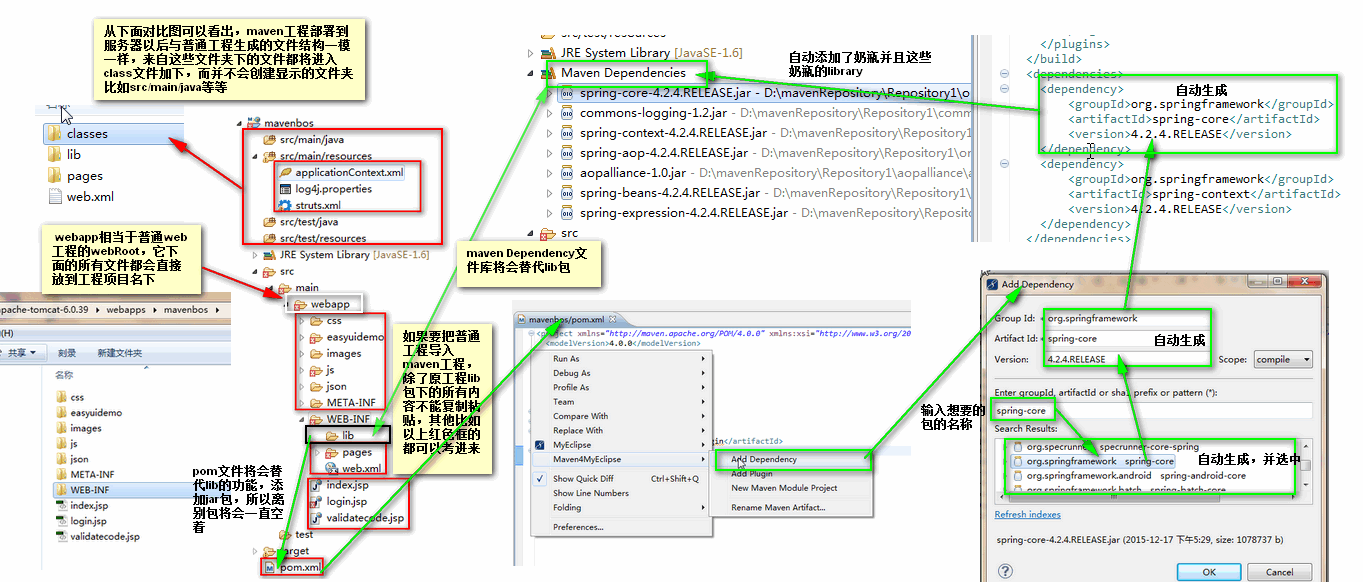 从下面对比图可以看出，maven工程部署到
服务器以后与普通工程生成的文件结构一模
一样，来自这些文件夹下的文件都将进入
class文件加下，而并不会创建显示的文件夹
比如src/main/java等等
classes
lib
pages
web.xml
webapp相当于普通web
工程的webRoot，它下
面的所有文件都会直接
放到工程项目名下
mavenbos
src/main/java
src/main/resources
applicationContext.xml
log4j.properties
struts.xml
src/test/java
src/test/resources
JRE System Library [JavaSE-1.6]
src
main
webapp
css
easyuidemo
images
js
json
META-INF
WEB-INF
lib
pages
web.xml
index.jsp
login.jsp
validatecode.jsp
test
target
pom.xml
apache-tomcat-6.0.39 ▸ webapps ▸ mavenbos ▸
(H)
共享 ▼
刻录
新建文件夹
名称
css
easyuidemo
images
js
json
META-INF
WEB-INF
index.jsp
login.jsp
validatecode.jsp
pom文件将会替
代lib的功能，添
加jar包，所以离
别包将会一直空
着
如果要把普通
工程导入
maven工程，
除了原工程lib
包下的所有内
容不能复制粘
贴，其他比如
以上红色框的
都可以考进来
maven Dependency文
件库将会替代lib包
src/test/resources
JRE System Library [JavaSE-1.6]
Maven Dependencies
自动添加了奶瓶并且这些
奶瓶的library
spring-core-4.2.4.RELEASE.jar - D:\mavenRepository\Repository1\o
commons-logging-1.2.jar - D:\mavenRepository\Repository1\comm
spring-context-4.2.4.RELEASE.jar - D:\mavenRepository\Repository1
spring-aop-4.2.4.RELEASE.jar - D:\mavenRepository\Repository1\or
aopalliance-1.0.jar - D:\mavenRepository\Repository1\aopalliance\a
spring-beans-4.2.4.RELEASE.jar - D:\mavenRepository\Repository1\
spring-expression-4.2.4.RELEASE.jar - D:\mavenRepository\Reposito
src
</plugins>
</build>
<dependencies>
<dependency>
自动生成
<groupId>org.springframework</groupId>
<artifactId>spring-core</artifactId>
<version>4.2.4.RELEASE</version>
</dependency>
<dependency>
<groupId>org.springframework</groupId>
<artifactId>spring-context</artifactId>
<version>4.2.4.RELEASE</version>
</dependency>
</dependencies>
mavenbos/pom.xml
<project xmlns="http://maven.apache.org/POM/4.0.0" xmlns:xsi="http://www.w3.org/20
<modelVersion>4.0.0</modelVersion>
Run As
Debug As
Profile As
Team
Compare With
Replace With
MyEclipse
Maven4MyEclipse
Show Quick Diff Ctrl+Shift+Q
Show Line Numbers
Folding
Preferences...
gin</artifactId>
Add Dependency
Add Plugin
New Maven Module Project
Rename Maven Artifact...
输入想要的
包的名称
Add Dependency
Group Id: org.springframework
Artifact Id: spring-core
自动生成
Version: 4.2.4.RELEASE
Scope: compile
Enter groupId, artifactId or sha prefix or pattern (*):
spring-core
Search Results:
org.specrunner specrunner-core-spring
org.springframework spring-core
自动生成，并选中
org.springframework.android spring-android-core
org.springframework.batch spring-batch-core
Refresh indexes
spring-core-4.2.4.RELEASE.jar (2015-12-17 下午5:29, size: 1078737 b)
OK
Cancel